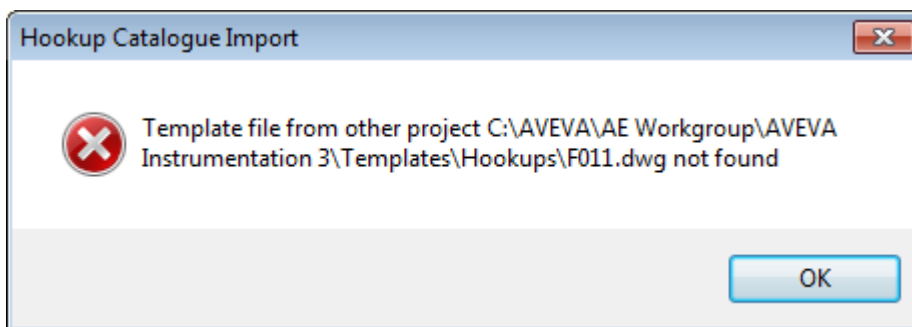 Hookup Catalogue Import
Template file from other project C:\AVEVA\AE Workgroup\AVEVA
Instrumentation 3\Templates\Hookups\F011.dwg not found
OK